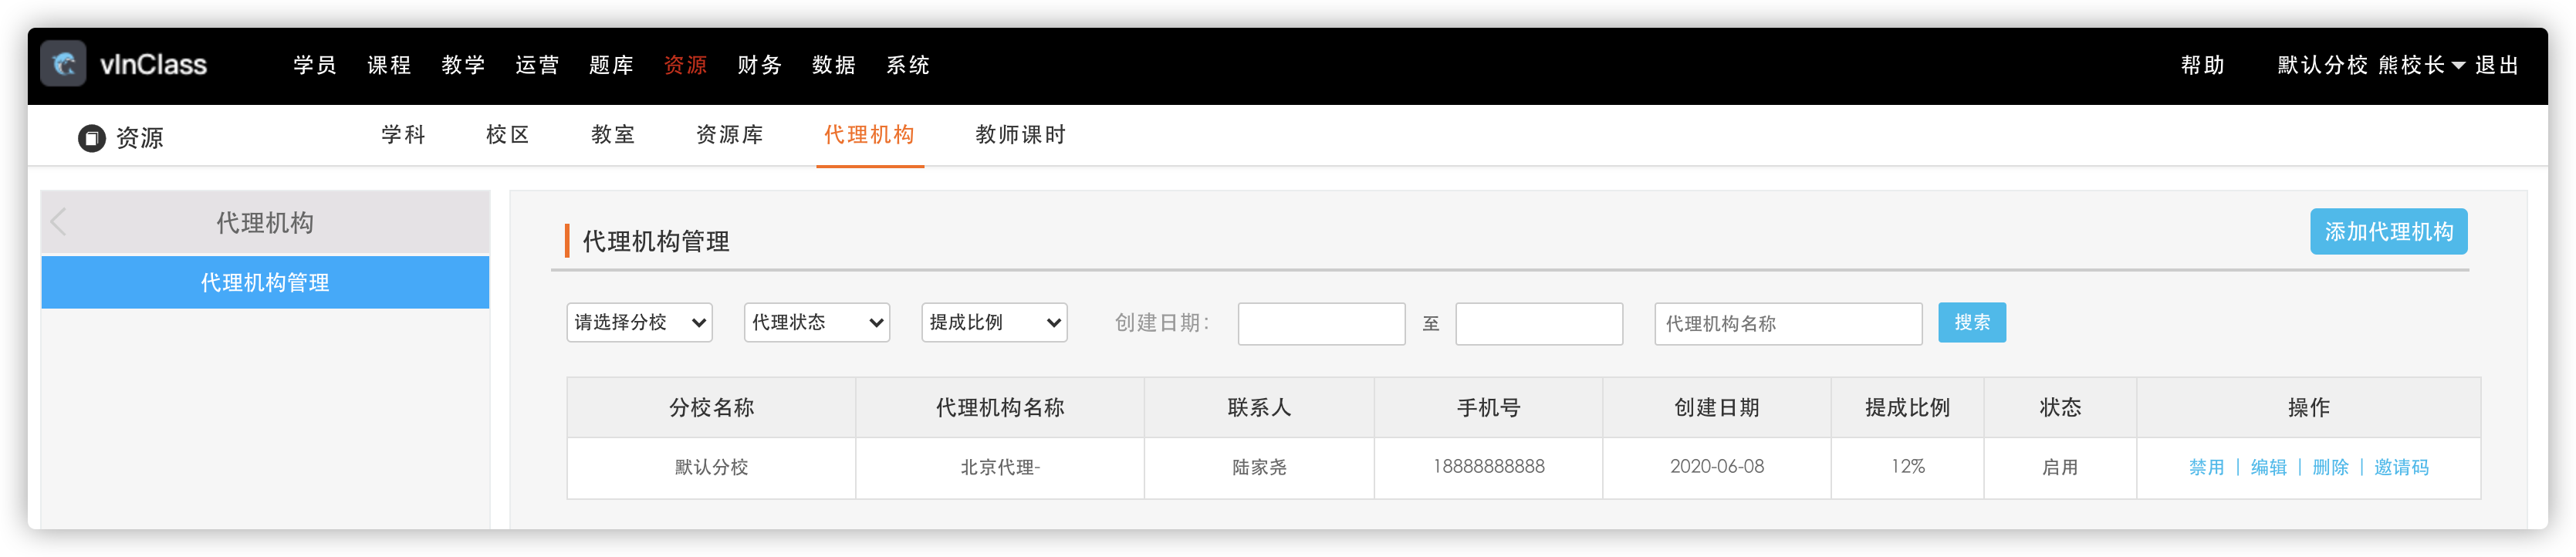 vInClass 学员 课程 教学 运营 题库 资源 财务 数据 系统 帮助 默认分校 熊校长 退出
资源 学科 校区 教室 资源库 代理机构 教师课时
代理机构
代理机构管理
代理机构管理 添加代理机构
请选择分校 代理状态 提成比例 创建日期: 至 代理机构名称 搜索
分校名称 代理机构名称 联系人 手机号 创建日期 提成比例 状态 操作
默认分校 北京代理- 陆家尧 18888888888 2020-06-08 12% 启用 禁用 | 编辑 | 删除 | 邀请码